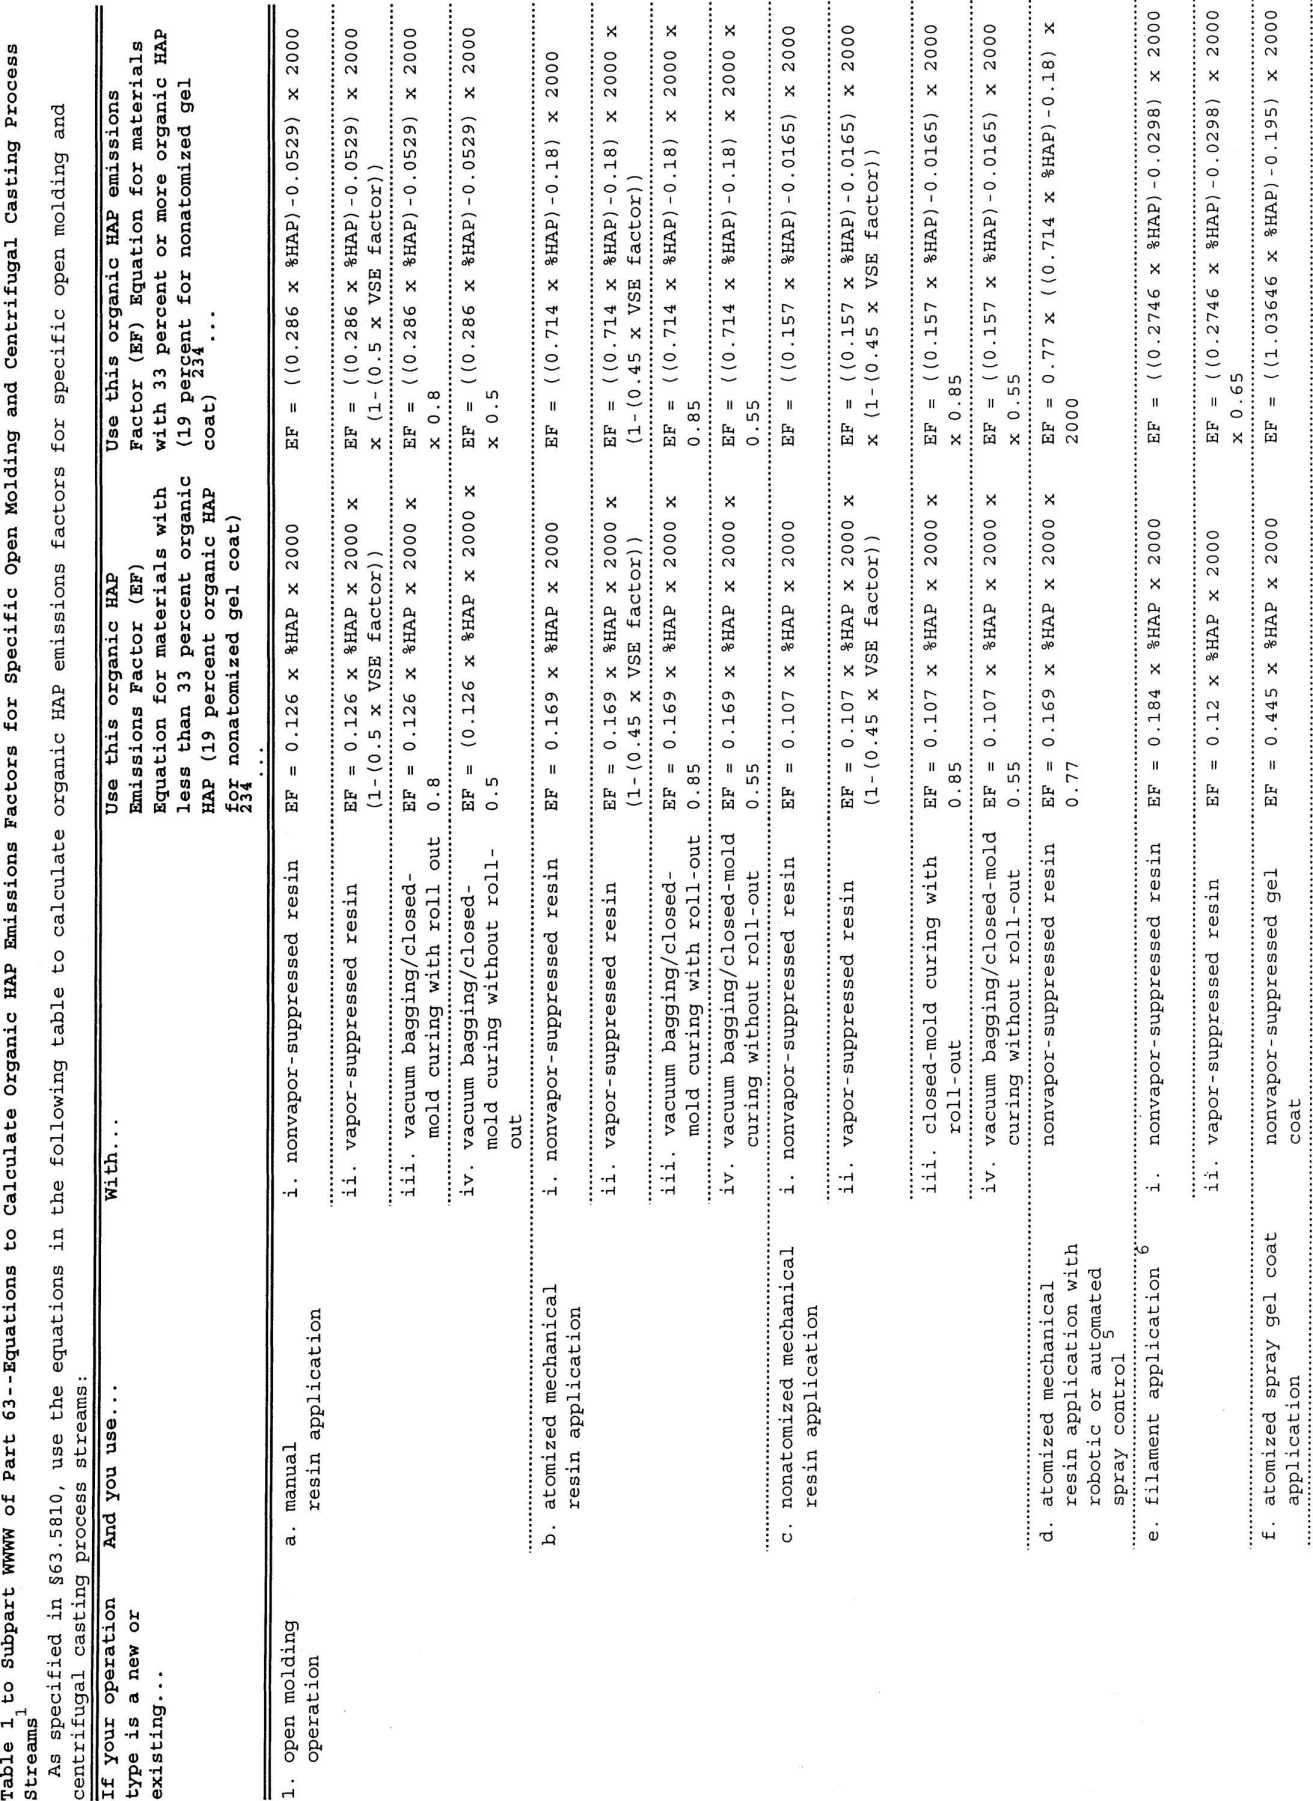 Table 1 to Subpart WWWW of Part 63--Equations to Calculate Organic HAP Emissions Factors for Specific Open Molding and Centrifugal Casting Process
Streams1
As specified in §63.5810, use the equations in the following table to calculate organic HAP emissions factors for specific open molding and
centrifugal casting process streams:
If your operation
type is a new or
existing...
And you use...
With...
Use this organic HAP
Emissions Factor (EF)
Equation for materials with
less than 33 percent organic
HAP (19 percent organic HAP
for nonatomized gel coat)
234 ...
Use this organic HAP emissions
Factor (EF) Equation for materials
with 33 percent or more organic HAP
(19 percent for nonatomized gel
coat) 234 ...
1. open molding
operation
a. manual
resin application
i. nonvapor-suppressed resin
EF = 0.126 x %HAP x 2000
EF = ((0.286 x %HAP)-0.0529) x 2000
ii. vapor-suppressed resin
EF = 0.126 x %HAP x 2000 x
(1-(0.5 x VSE factor))
EF = ((0.286 x %HAP)-0.0529) x 2000
x (1-(0.5 x VSE factor))
iii. vacuum bagging/closed-
mold curing with roll out
EF = 0.126 x %HAP x 2000 x
0.8
EF = ((0.286 x %HAP)-0.0529) x 2000
x 0.8
iv. vacuum bagging/closed-
mold curing without roll-
out
EF = (0.126 x %HAP x 2000 x
0.5
EF = ((0.286 x %HAP)-0.0529) x 2000
x 0.5
b. atomized mechanical
resin application
i. nonvapor-suppressed resin
EF = 0.169 x %HAP x 2000
EF = ((0.714 x %HAP)-0.18) x 2000
ii. vapor-suppressed resin
EF = 0.169 x %HAP x 2000 x
(1-(0.45 x VSE factor))
EF = ((0.714 x %HAP)-0.18) x 2000 x
(1-(0.45 x VSE factor))
iii. vacuum bagging/closed-
mold curing with roll-out
EF = 0.169 x %HAP x 2000 x
0.85
EF = ((0.714 x %HAP)-0.18) x 2000 x
0.85
iv. vacuum bagging/closed-mold
curing without roll-out
EF = 0.169 x %HAP x 2000 x
0.55
EF = ((0.714 x %HAP)-0.18) x 2000 x
0.55
c. nonatomized mechanical
resin application
i. nonvapor-suppressed resin
EF = 0.107 x %HAP x 2000
EF = ((0.157 x %HAP)-0.0165) x 2000
ii. vapor-suppressed resin
EF = 0.107 x %HAP x 2000 x
(1-(0.45 x VSE factor))
EF = ((0.157 x %HAP)-0.0165) x 2000
x (1-(0.45 x VSE factor))
iii. closed-mold curing with
roll-out
EF = 0.107 x %HAP x 2000 x
0.85
EF = ((0.157 x %HAP)-0.0165) x 2000
x 0.85
iv. vacuum bagging/closed-mold
curing without roll-out
EF = 0.107 x %HAP x 2000 x
0.55
EF = ((0.157 x %HAP)-0.0165) x 2000
x 0.55
d. atomized mechanical
resin application with
robotic or automated
spray control5
nonvapor-suppressed resin
EF = 0.169 x %HAP x 2000 x
0.77
EF = 0.77 x ((0.714 x %HAP)-0.18) x
2000
e. filament application 6
i. nonvapor-suppressed resin
EF = 0.184 x %HAP x 2000
EF = ((0.2746 x %HAP)-0.0298) x 2000
ii. vapor-suppressed resin
EF = 0.12 x %HAP x 2000
EF = ((0.2746 x %HAP)-0.0298) x 2000
x 0.65
f. atomized spray gel coat
application
nonvapor-suppressed gel
coat
EF = 0.445 x %HAP x 2000
EF = ((1.03646 x %HAP)-0.195) x 2000